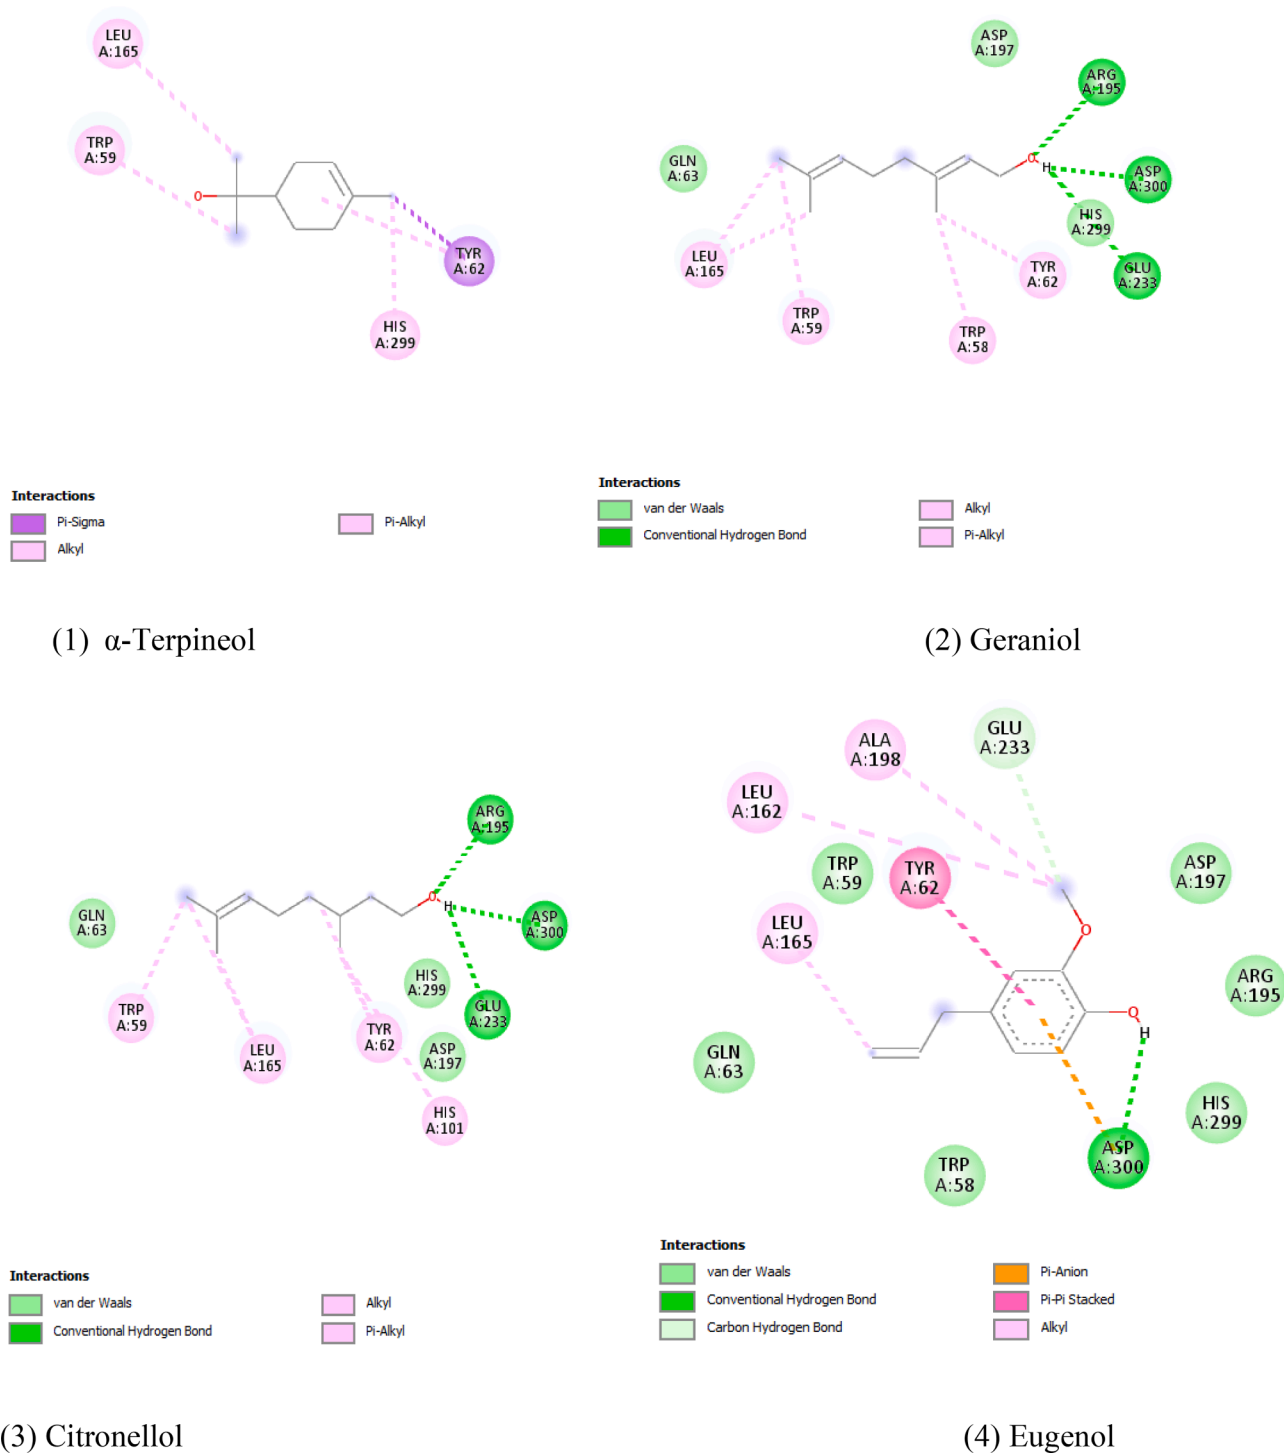 LEU
A:165
TRP
A:59
O
TYR
A:62
HIS
A:299
Interactions
Pi-Sigma
Pi-Alkyl
Alkyl
(1) α-Terpineol
ASP
A:197
ARG
A:195
GLN
A:63
O
H
ASP
A:300
HIS
A:299
LEU
A:165
TYR
A:62
GLU
A:233
TRP
A:59
TRP
A:58
Interactions
van der Waals
Alkyl
Conventional Hydrogen Bond
Pi-Alkyl
(2) Geraniol
ARG
A:195
GLN
A:63
O
H
ASP
A:300
HIS
A:299
TRP
A:59
GLU
A:233
TYR
A:62
LEU
A:165
ASP
A:197
HIS
A:101
Interactions
van der Waals
Alkyl
Conventional Hydrogen Bond
Pi-Alkyl
(3) Citronellol
GLU
A:233
ALA
A:198
LEU
A:162
TRP
A:59
TYR
A:62
ASP
A:197
LEU
A:165
O
ARG
A:195
O
H
GLN
A:63
HIS
A:299
ASP
A:300
TRP
A:58
Interactions
van der Waals
Pi-Anion
Conventional Hydrogen Bond
Pi-Pi Stacked
Carbon Hydrogen Bond
Alkyl
(4) Eugenol